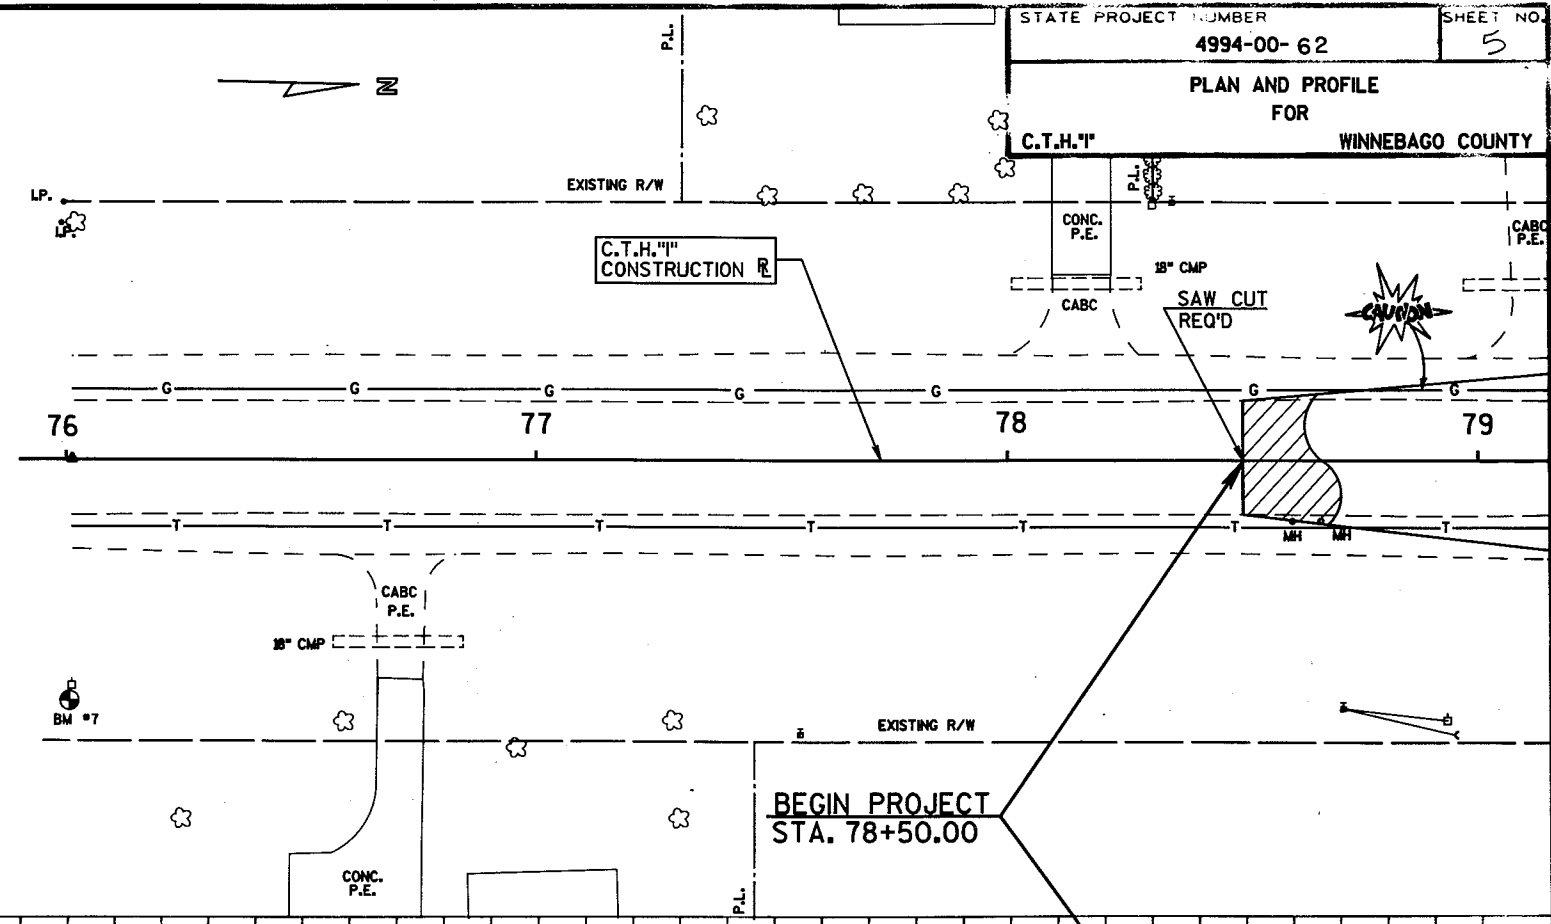 STATE PROJECT NUMBER
4994-00-62
SHEET NO.
5
PLAN AND PROFILE
FOR
C.T.H."I"
WINNEBAGO COUNTY
N
P.L.
I.P.
I.P.
EXISTING R/W
P.L.
CONC.
P.E.
CABC
P.E.
C.T.H."I"
CONSTRUCTION RL
18" CMP
CABC
SAW CUT
REQ'D
CAUTION
G G G G G G G
76 77 78 79
T T T T T T T
MH MH
CABC
P.E.
18" CMP
BM #7
EXISTING R/W
BEGIN PROJECT
STA. 78+50.00
CONC.
P.E.
P.L.